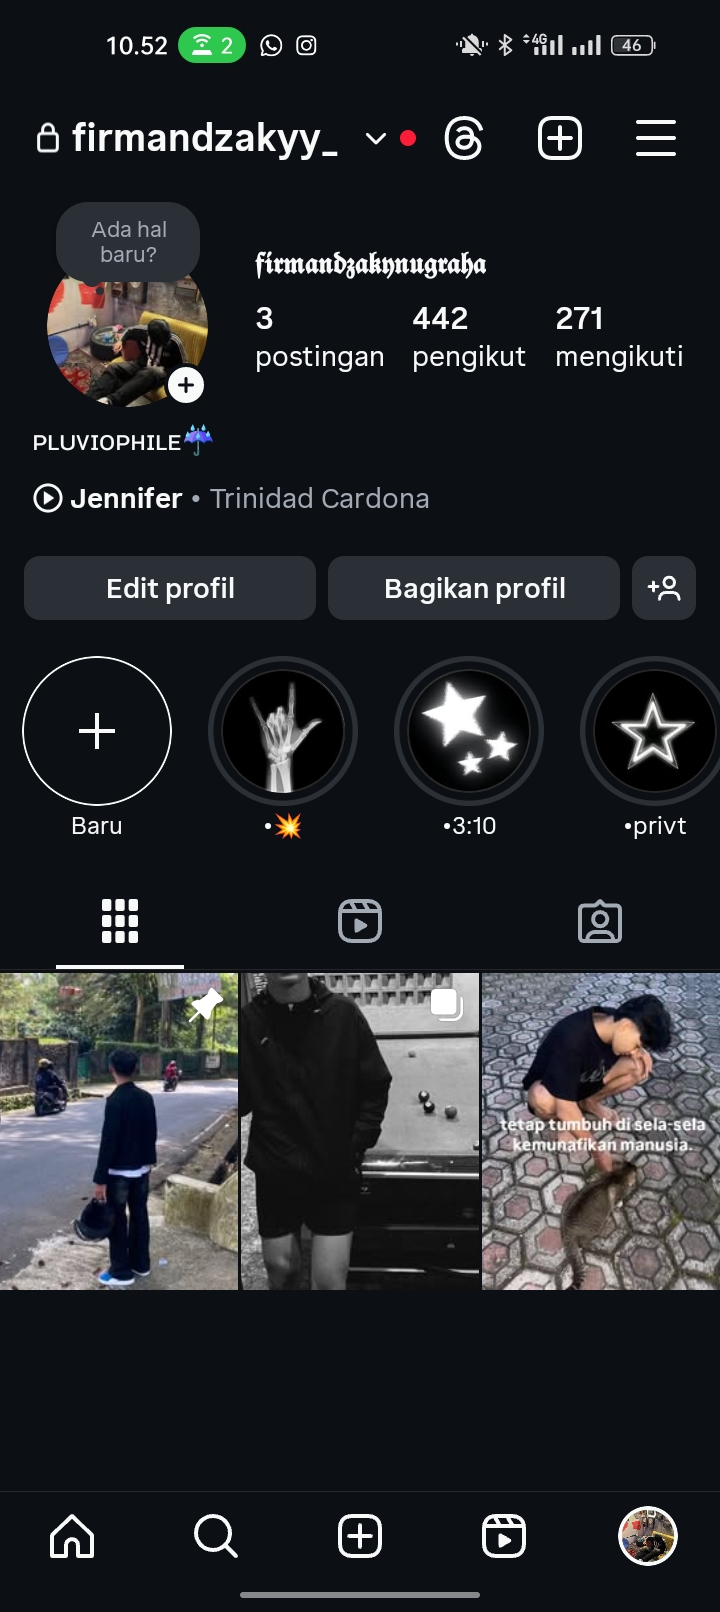 10.52
2
4G
46
firmandzakyy_
Ada hal
baru?
𝖋𝖎𝖗𝖒𝖆𝖓𝖉𝖟𝖆𝖐𝖞𝖓𝖚𝖌𝖗𝖆𝖍𝖆
3 442 271
postingan pengikut mengikuti
ᴘʟᴜᴠɪᴏᴘʜɪʟᴇ☔
Jennifer • Trinidad Cardona
Edit profil
Bagikan profil
Baru
•💥
•3:10
•privt
tetap tumbuh di sela-sela
kemunafikan manusia.